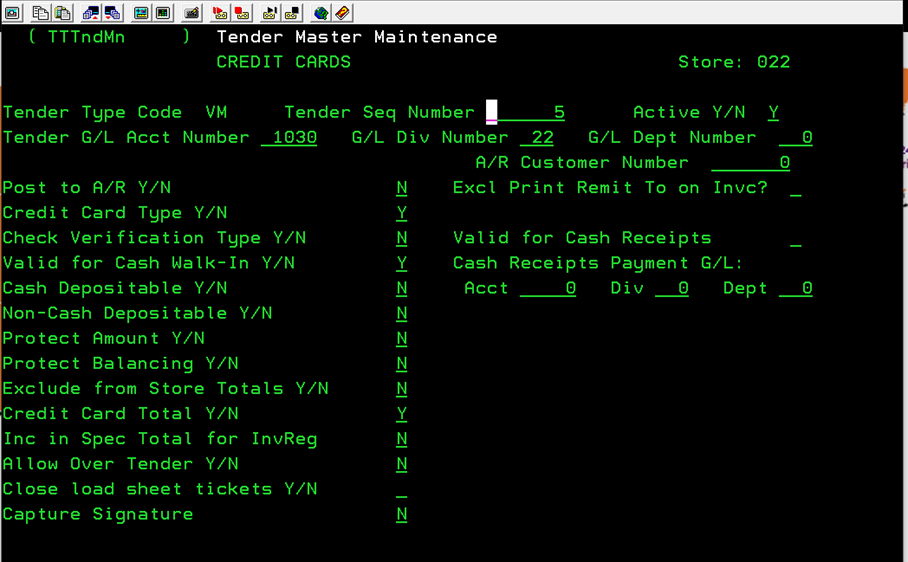 ( TTTndMn ) Tender Master Maintenance
CREDIT CARDS Store: 022
Tender Type Code VM Tender Seq Number 5 Active Y/N Y
Tender G/L Acct Number 1030 G/L Div Number 22 G/L Dept Number 0
A/R Customer Number 0
Post to A/R Y/N N Excl Print Remit To on Invc? _
Credit Card Type Y/N Y
Check Verification Type Y/N N Valid for Cash Receipts _
Valid for Cash Walk-In Y/N Y Cash Receipts Payment G/L:
Cash Depositable Y/N N Acct 0 Div 0 Dept 0
Non-Cash Depositable Y/N N
Protect Amount Y/N N
Protect Balancing Y/N N
Exclude from Store Totals Y/N N
Credit Card Total Y/N Y
Inc in Spec Total for InvReg N
Allow Over Tender Y/N N
Close load sheet tickets Y/N _
Capture Signature N